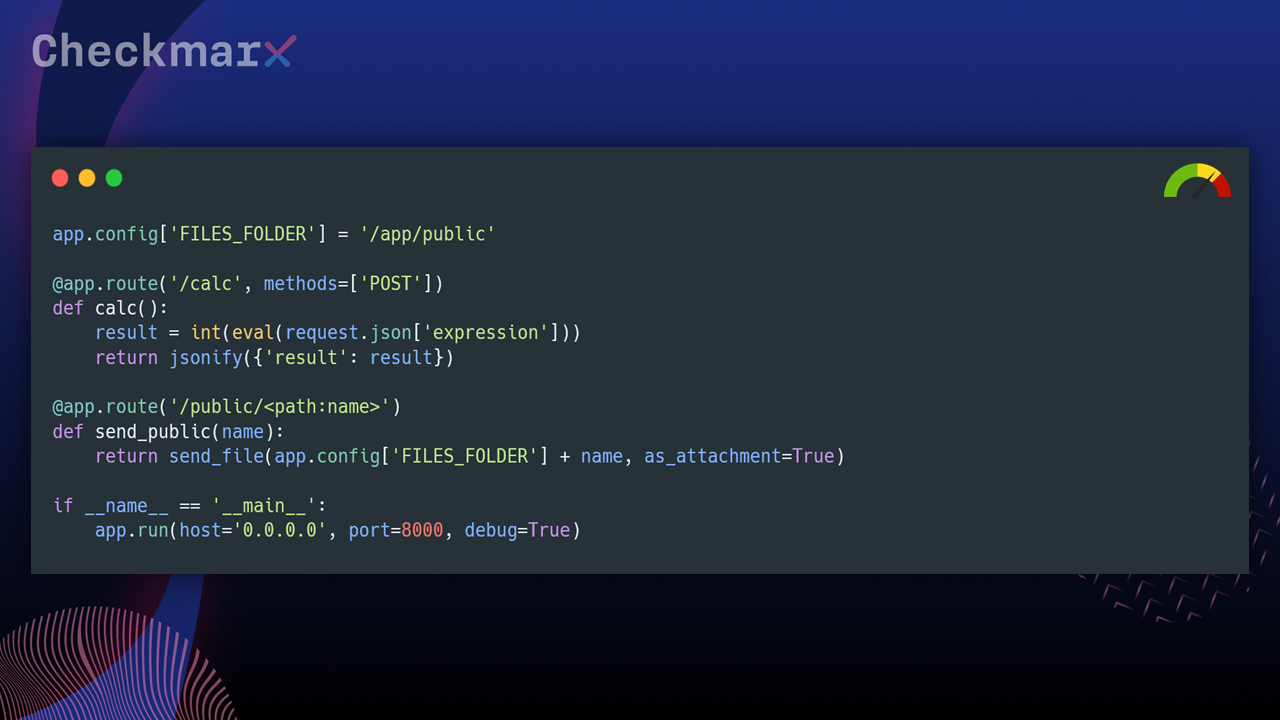 Checkmarx
app.config['FILES_FOLDER'] = '/app/public'
@app.route('/calc', methods=['POST'])
def calc():
    result = int(eval(request.json['expression']))
    return jsonify({'result': result})
@app.route('/public/<path:name>')
def send_public(name):
    return send_file(app.config['FILES_FOLDER'] + name, as_attachment=True)
if __name__ == '__main__':
    app.run(host='0.0.0.0', port=8000, debug=True)